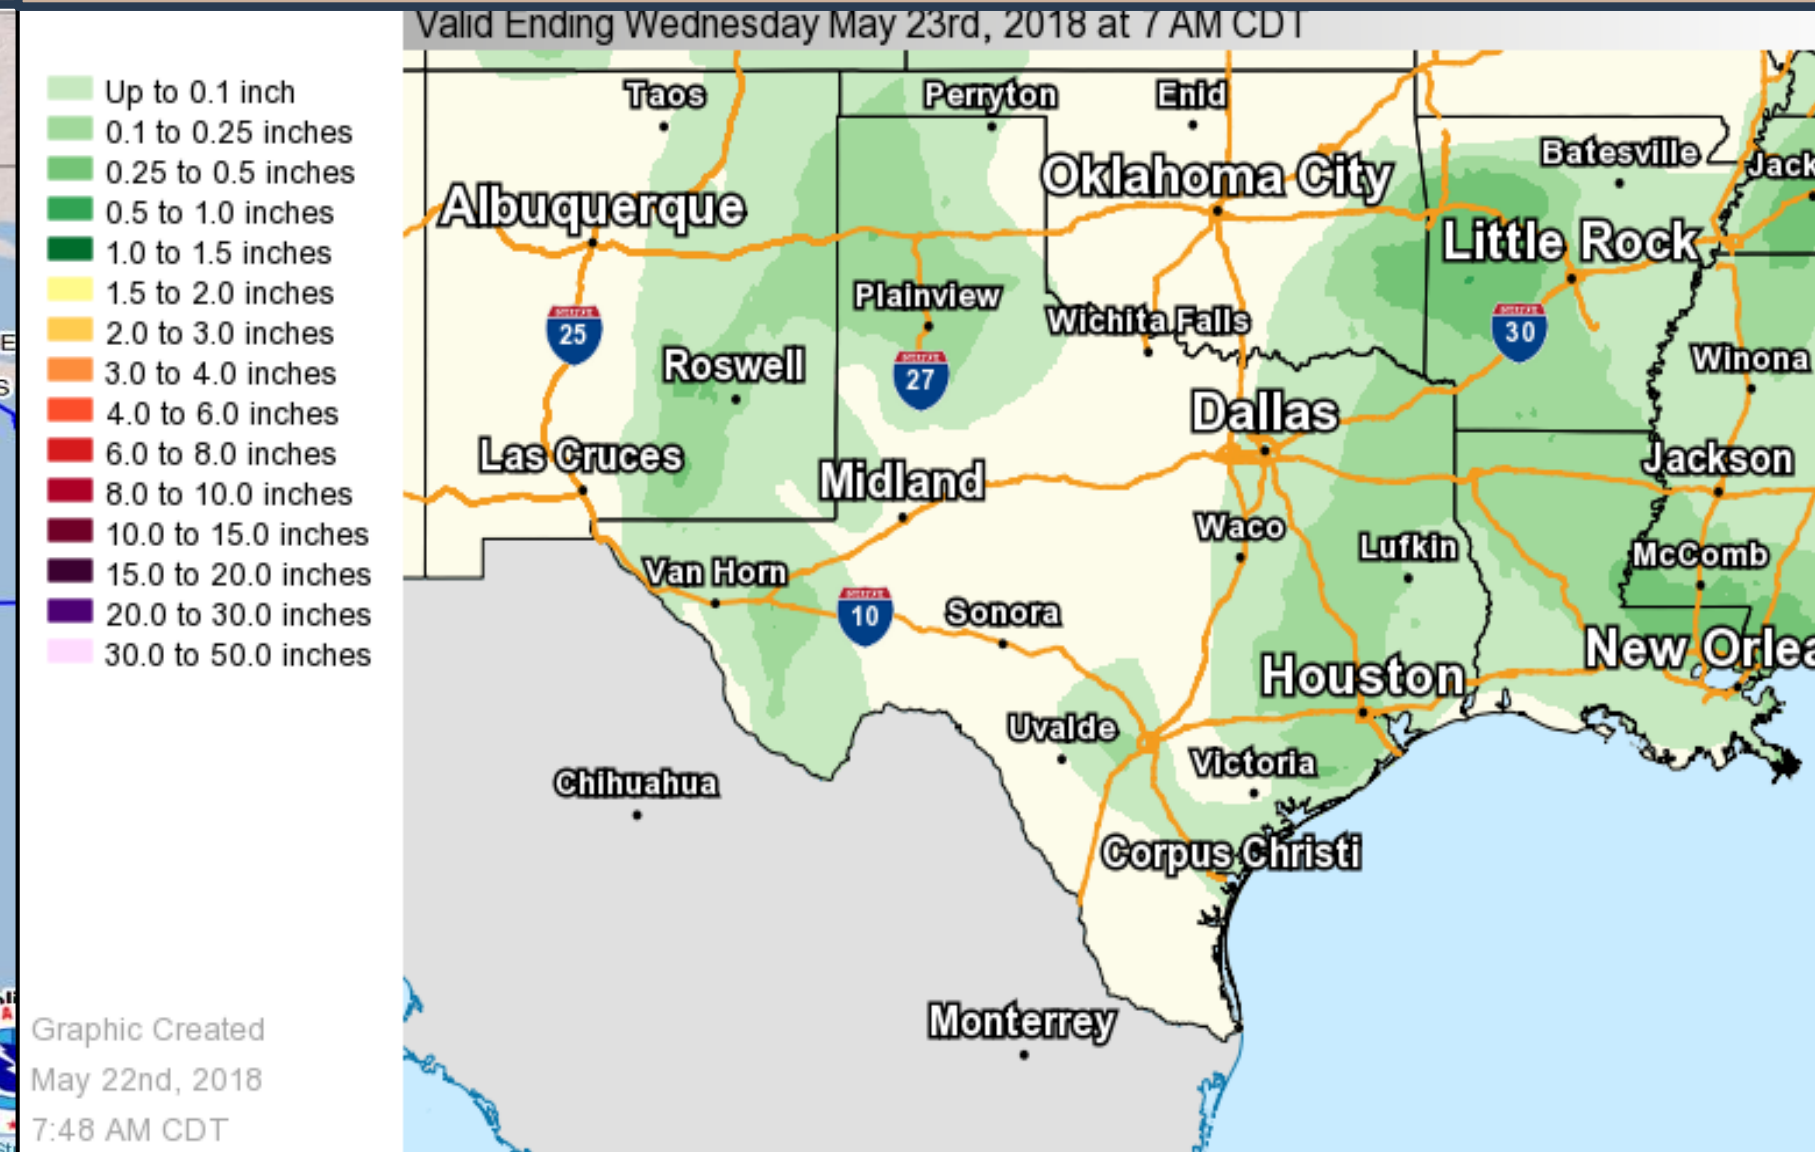 Valid Ending Wednesday May 23rd, 2018 at 7 AM CDT
Up to 0.1 inch
0.1 to 0.25 inches
0.25 to 0.5 inches
0.5 to 1.0 inches
1.0 to 1.5 inches
1.5 to 2.0 inches
2.0 to 3.0 inches
3.0 to 4.0 inches
4.0 to 6.0 inches
6.0 to 8.0 inches
8.0 to 10.0 inches
10.0 to 15.0 inches
15.0 to 20.0 inches
20.0 to 30.0 inches
30.0 to 50.0 inches
Graphic Created
May 22nd, 2018
7:48 AM CDT
Taos
Perryton
Enid
Batesville
Jack
Oklahoma City
Albuquerque
Little Rock
Plainview
Wichita Falls
25
30
Winona
Roswell
27
Dallas
Las Cruces
Midland
Jackson
Waco
Lufkin
McComb
Van Horn
10
Sonora
New Orlea
Houston
Uvalde
Victoria
Chihuahua
Corpus Christi
Monterrey